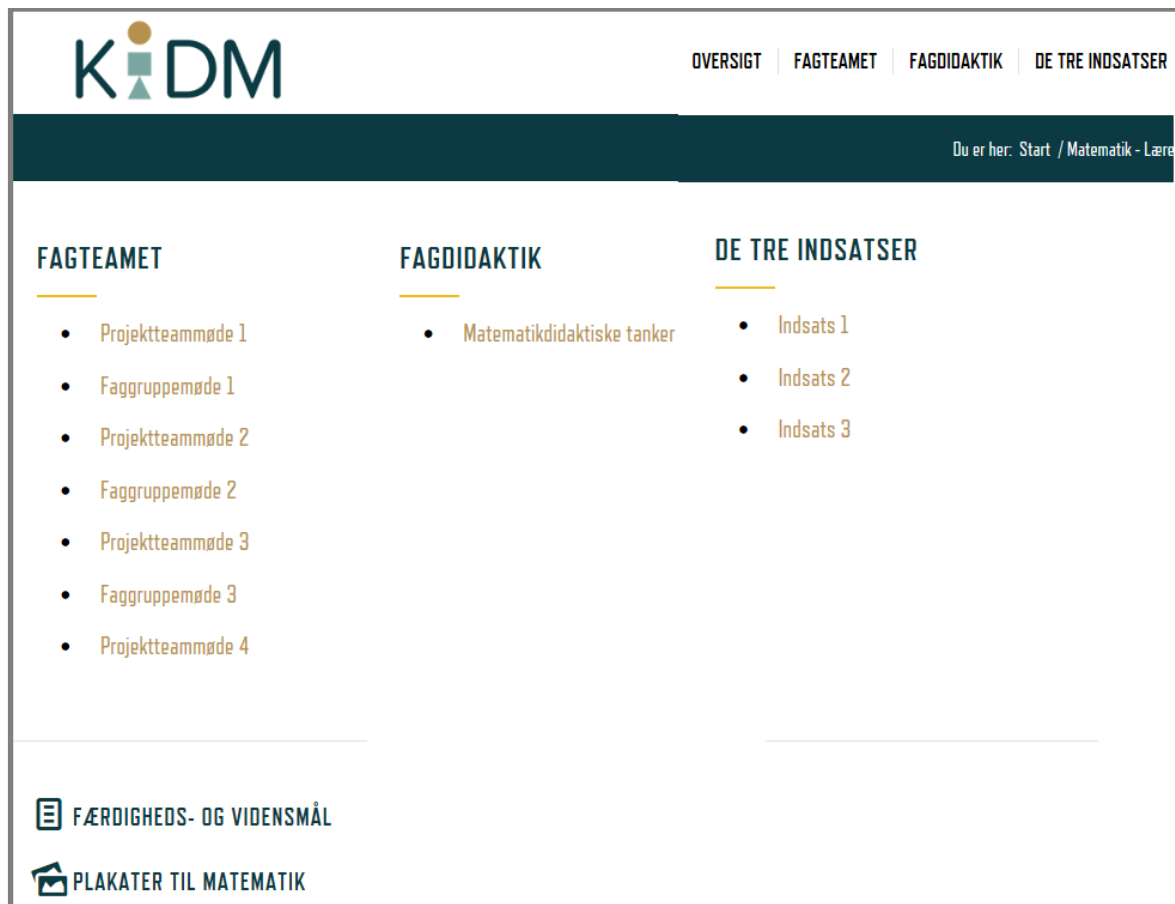 KiDM
OVERSIGT FAGTEAMET FAGDIDAKTIK DE TRE INDSATSER
Du er her: Start / Matematik - Lære
FAGTEAMET
Projektteammøde 1
Faggruppemøde 1
Projektteammøde 2
Faggruppemøde 2
Projektteammøde 3
Faggruppemøde 3
Projektteammøde 4
FAGDIDAKTIK
Matematikdidaktiske tanker
DE TRE INDSATSER
Indsats 1
Indsats 2
Indsats 3
FÆRDIGHEDS- OG VIDENSMÅL
PLAKATER TIL MATEMATIK